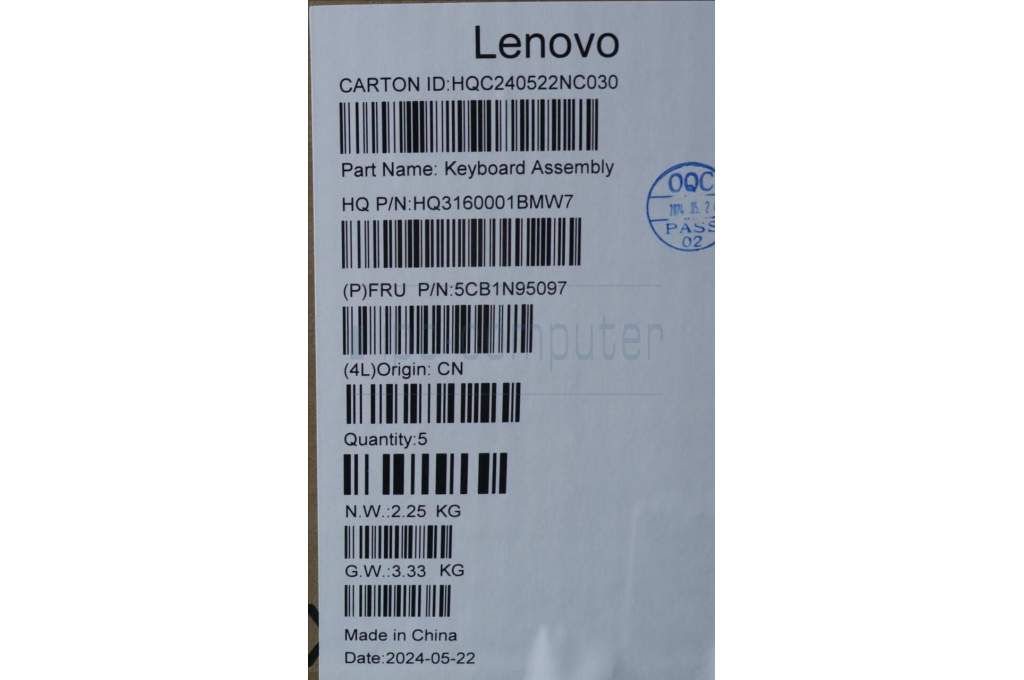 Lenovo
CARTON ID:HQC240522NC030
Part Name: Keyboard Assembly
HQ P/N:HQ3160001BMW7
OQC
PASS
02
(P)FRU P/N:5CB1N95097
computer
(4L)Origin: CN
Quantity:5
N.W.:2.25 KG
G.W.:3.33 KG
Made in China
Date:2024-05-22